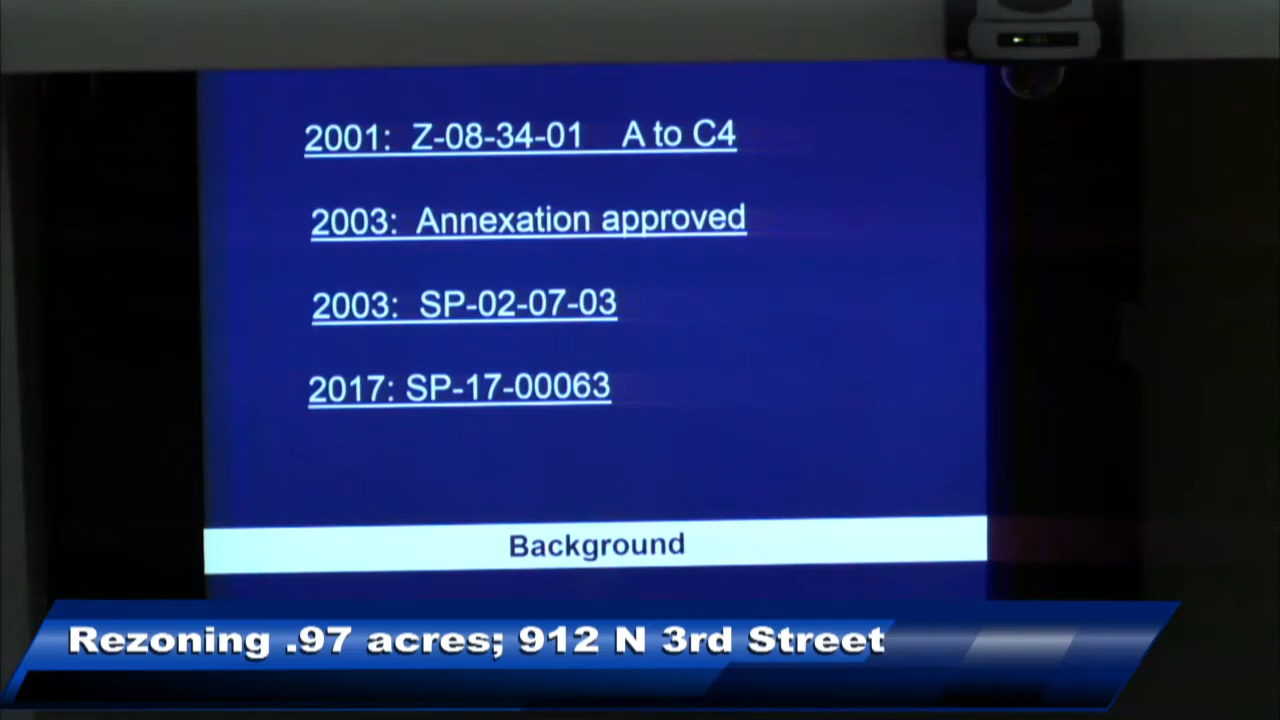 2001: Z-08-34-01 A to C4
2003: Annexation approved
2003: SP-02-07-03
2017: SP-17-00063
Background
Rezoning .97 acres; 912 N 3rd Street